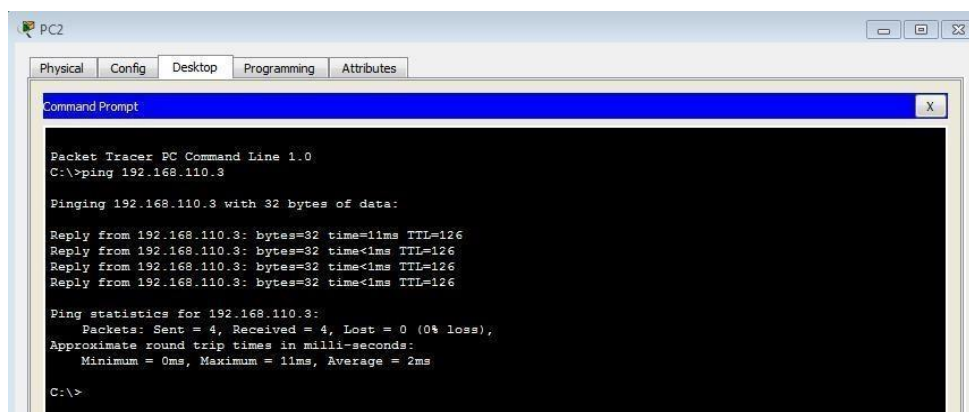 PC2
Physical Config Desktop Programming Attributes
Command Prompt
X
Packet Tracer PC Command Line 1.0
C:\>ping 192.168.110.3
Pinging 192.168.110.3 with 32 bytes of data:
Reply from 192.168.110.3: bytes=32 time=11ms TTL=126
Reply from 192.168.110.3: bytes=32 time<1ms TTL=126
Reply from 192.168.110.3: bytes=32 time<1ms TTL=126
Reply from 192.168.110.3: bytes=32 time<1ms TTL=126
Ping statistics for 192.168.110.3:
Packets: Sent = 4, Received = 4, Lost = 0 (0% loss),
Approximate round trip times in milli-seconds:
Minimum = 0ms, Maximum = 11ms, Average = 2ms
C:\>